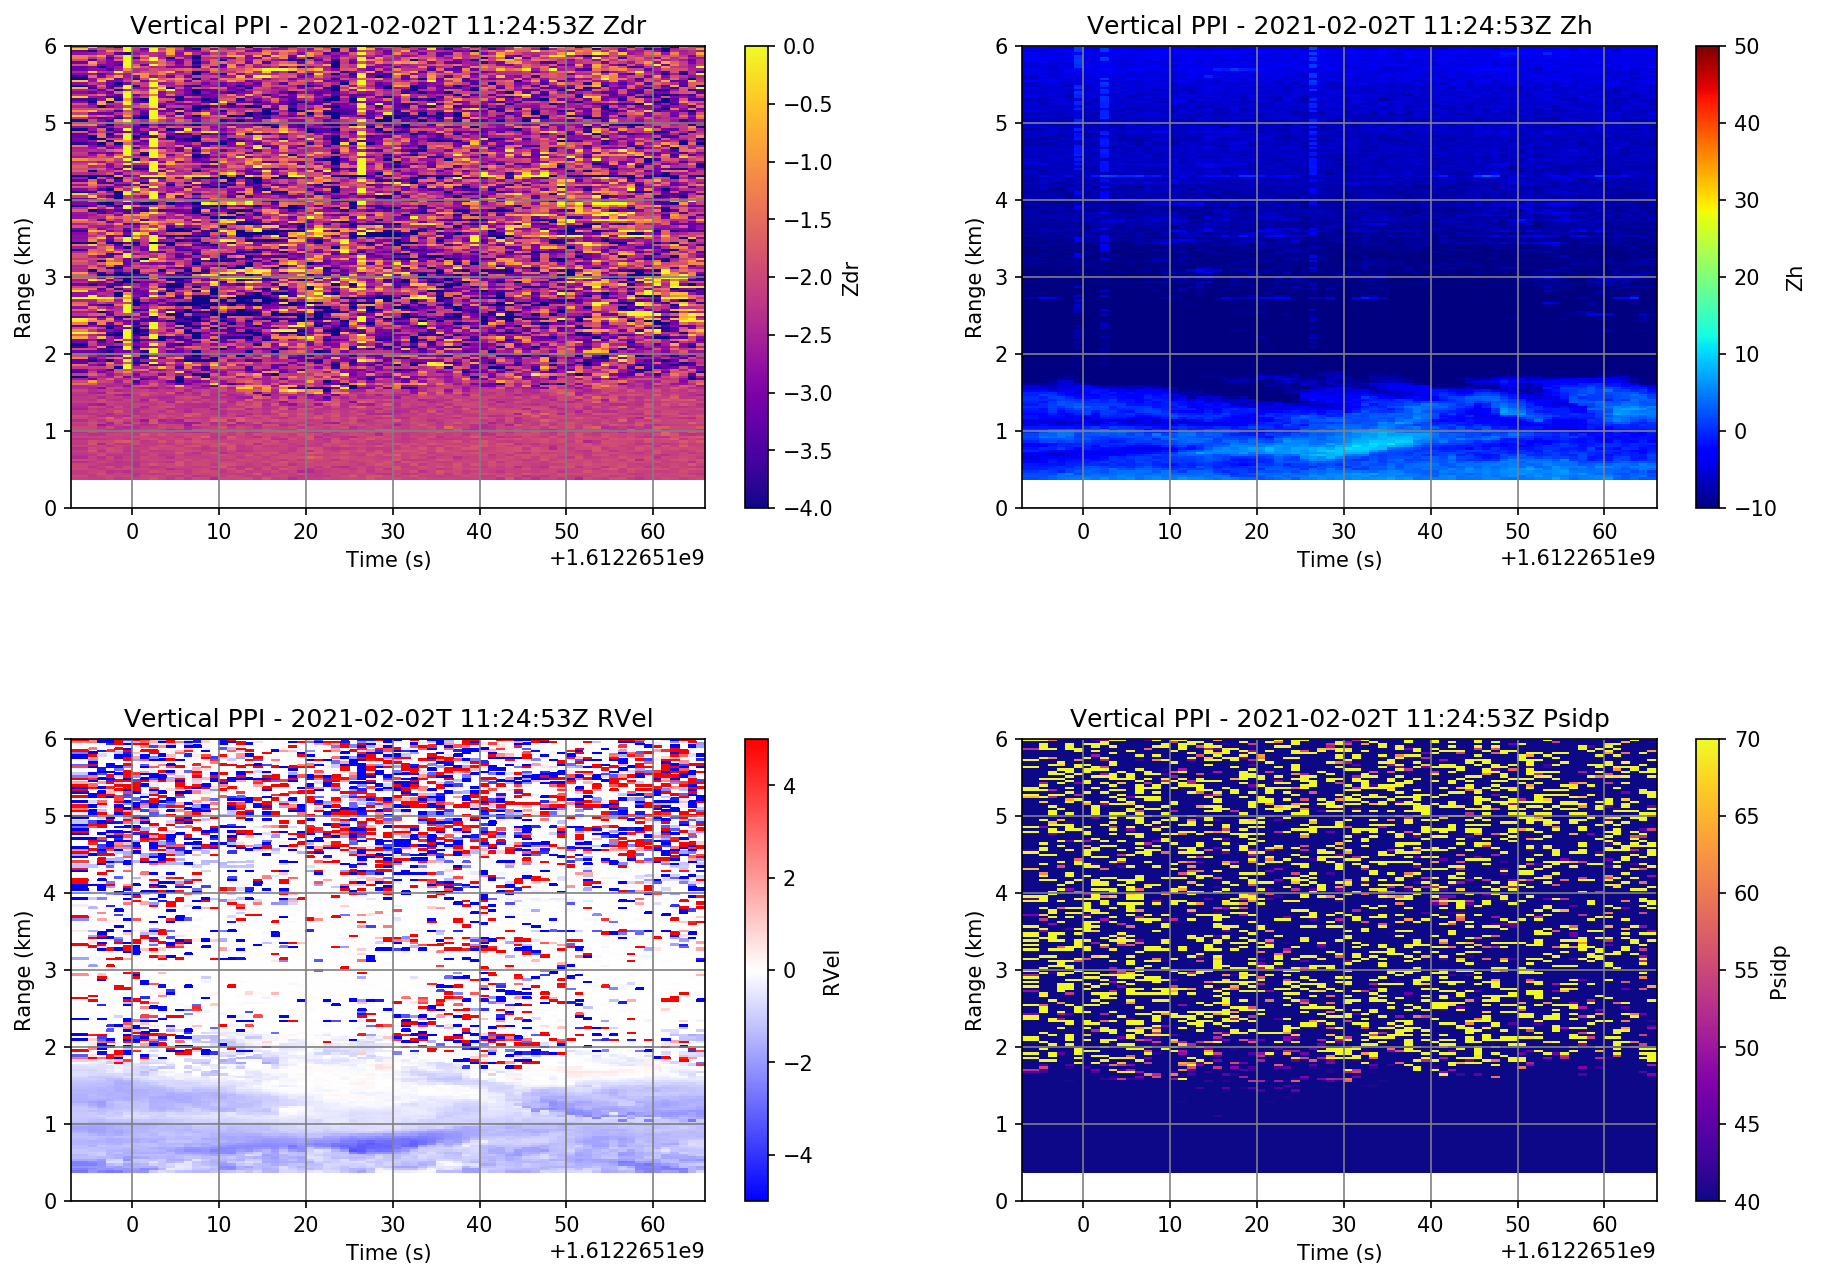 Vertical PPI - 2021-02-02T 11:24:53Z Zdr
6
5
4
3
2
1
0
Range (km)
0 10 20 30 40 50 60
Time (s)
+1.6122651e9
0.0
−0.5
−1.0
−1.5
−2.0
−2.5
−3.0
−3.5
−4.0
Zdr
Vertical PPI - 2021-02-02T 11:24:53Z Zh
6
5
4
3
2
1
0
Range (km)
0 10 20 30 40 50 60
Time (s)
+1.6122651e9
50
40
30
20
10
0
−10
Zh
Vertical PPI - 2021-02-02T 11:24:53Z RVel
6
5
4
3
2
1
0
Range (km)
0 10 20 30 40 50 60
Time (s)
+1.6122651e9
4
2
0
−2
−4
RVel
Vertical PPI - 2021-02-02T 11:24:53Z Psidp
6
5
4
3
2
1
0
Range (km)
0 10 20 30 40 50 60
Time (s)
+1.6122651e9
70
65
60
55
50
45
40
Psidp